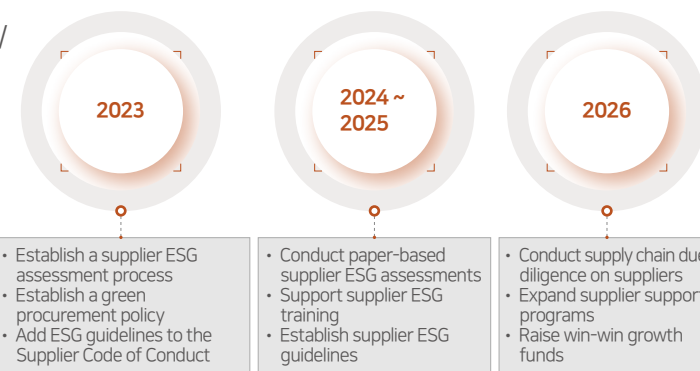 2023
2024 ~
2025
2026
• Establish a supplier ESG
assessment process
• Establish a green
procurement policy
• Add ESG guidelines to the
Supplier Code of Conduct
• Conduct paper-based
supplier ESG assessments
• Support supplier ESG
training
• Establish supplier ESG
guidelines
• Conduct supply chain due
diligence on suppliers
• Expand supplier support
programs
• Raise win-win growth
funds